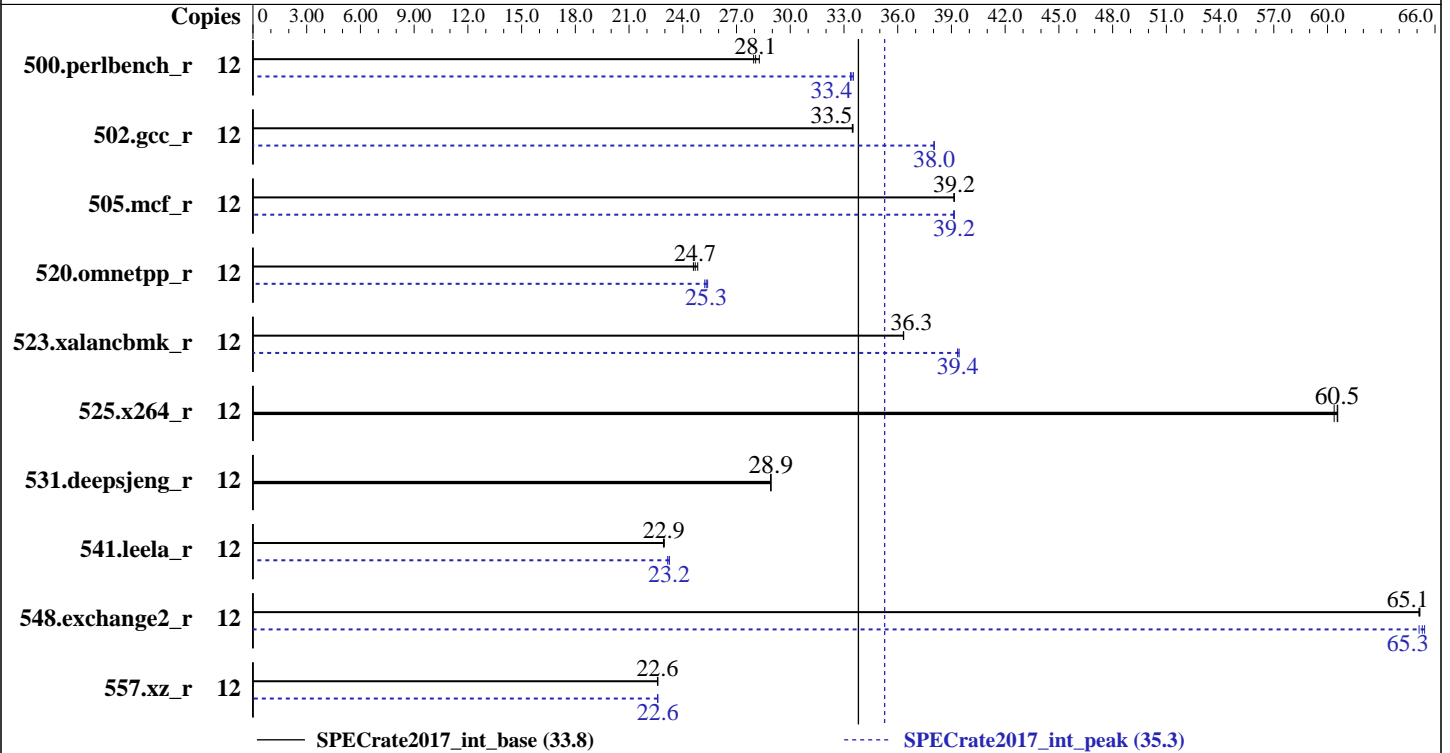 Copies 0 3.00 6.00 9.00 12.0 15.0 18.0 21.0 24.0 27.0 30.0 33.0 36.0 39.0 42.0 45.0 48.0 51.0 54.0 57.0 60.0 66.0
500.perlbench_r 12 28.1
33.4
502.gcc_r 12 33.5
38.0
505.mcf_r 12 39.2
39.2
520.omnetpp_r 12 24.7
25.3
523.xalancbmk_r 12 36.3
39.4
525.x264_r 12 60.5
531.deepsjeng_r 12 28.9
541.leela_r 12 22.9
23.2
548.exchange2_r 12 65.1
65.3
557.xz_r 12 22.6
22.6
SPECrate2017_int_base (33.8) SPECrate2017_int_peak (35.3)